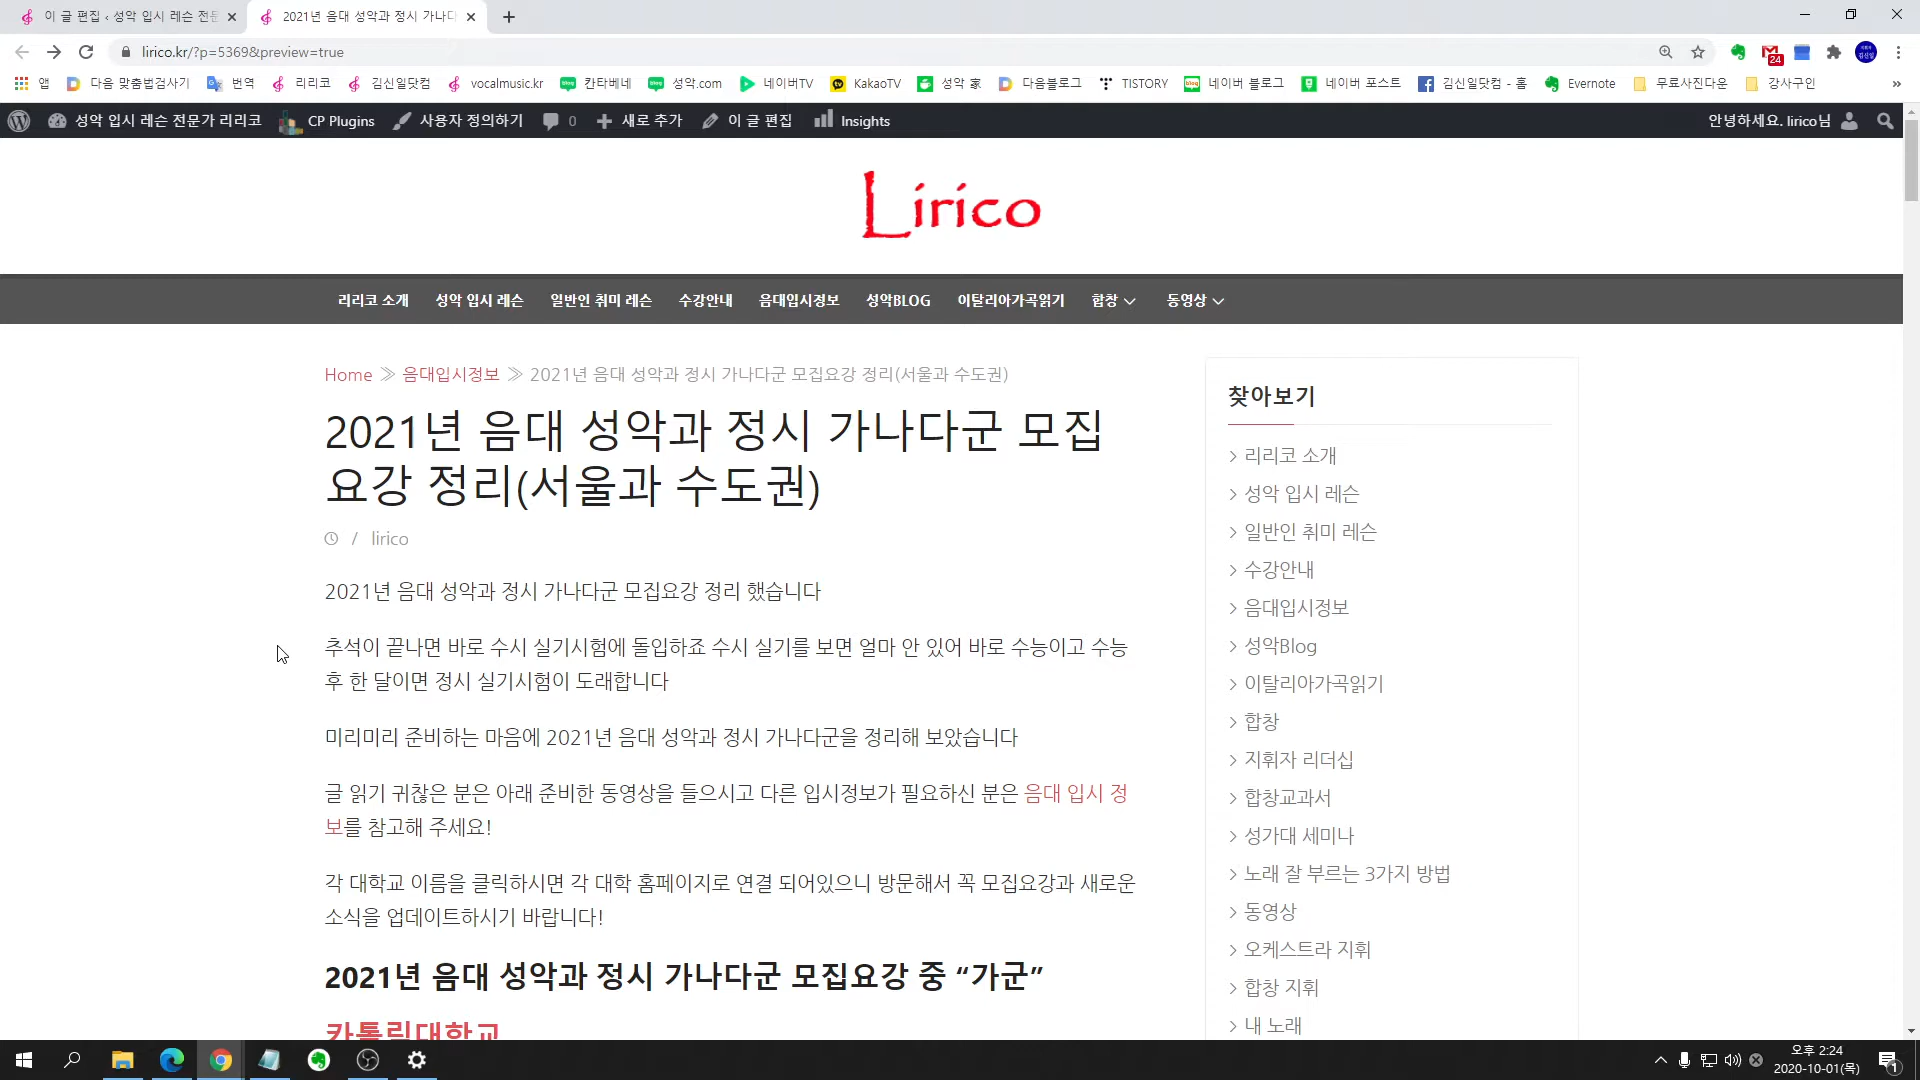 이 글 편집 ‹ 성악 입시 레슨 전문
2021년 음대 성악과 정시 가나다
lirico.kr/?p=5369&preview=true
24
앱 다음 맞춤법검사기 번역 리리코 김신일닷컴 vocalmusic.kr 칸타베네 성악.com 네이버TV KakaoTV 성악 家 다음블로그 TISTORY 네이버 블로그 네이버 포스트 김신일닷컴 - 홈 Evernote 무료사진다운 강사구인 »
성악 입시 레슨 전문가 리리코 CP Plugins 사용자 정의하기 0 새로 추가 이 글 편집 Insights 안녕하세요. lirico님
Lirico
리리코 소개 성악 입시 레슨 일반인 취미 레슨 수강안내 음대입시정보 성악BLOG 이탈리아가곡읽기 합창 동영상
Home ≫ 음대입시정보 ≫ 2021년 음대 성악과 정시 가나다군 모집요강 정리(서울과 수도권)
2021년 음대 성악과 정시 가나다군 모집
요강 정리(서울과 수도권)
/ lirico
2021년 음대 성악과 정시 가나다군 모집요강 정리 했습니다
추석이 끝나면 바로 수시 실기시험에 돌입하죠 수시 실기를 보면 얼마 안 있어 바로 수능이고 수능
후 한 달이면 정시 실기시험이 도래합니다
미리미리 준비하는 마음에 2021년 음대 성악과 정시 가나다군을 정리해 보았습니다
글 읽기 귀찮은 분은 아래 준비한 동영상을 들으시고 다른 입시정보가 필요하신 분은 음대 입시 정
보를 참고해 주세요!
각 대학교 이름을 클릭하시면 각 대학 홈페이지로 연결 되어있으니 방문해서 꼭 모집요강과 새로운
소식을 업데이트하시기 바랍니다!
2021년 음대 성악과 정시 가나다군 모집요강 중 “가군”
카톨릭대학교
찾아보기
> 리리코 소개
> 성악 입시 레슨
> 일반인 취미 레슨
> 수강안내
> 음대입시정보
> 성악Blog
> 이탈리아가곡읽기
> 합창
> 지휘자 리더십
> 합창교과서
> 성가대 세미나
> 노래 잘 부르는 3가지 방법
> 동영상
> 오케스트라 지휘
> 합창 지휘
> 내 노래
오후 2:24
2020-10-01(목)
1